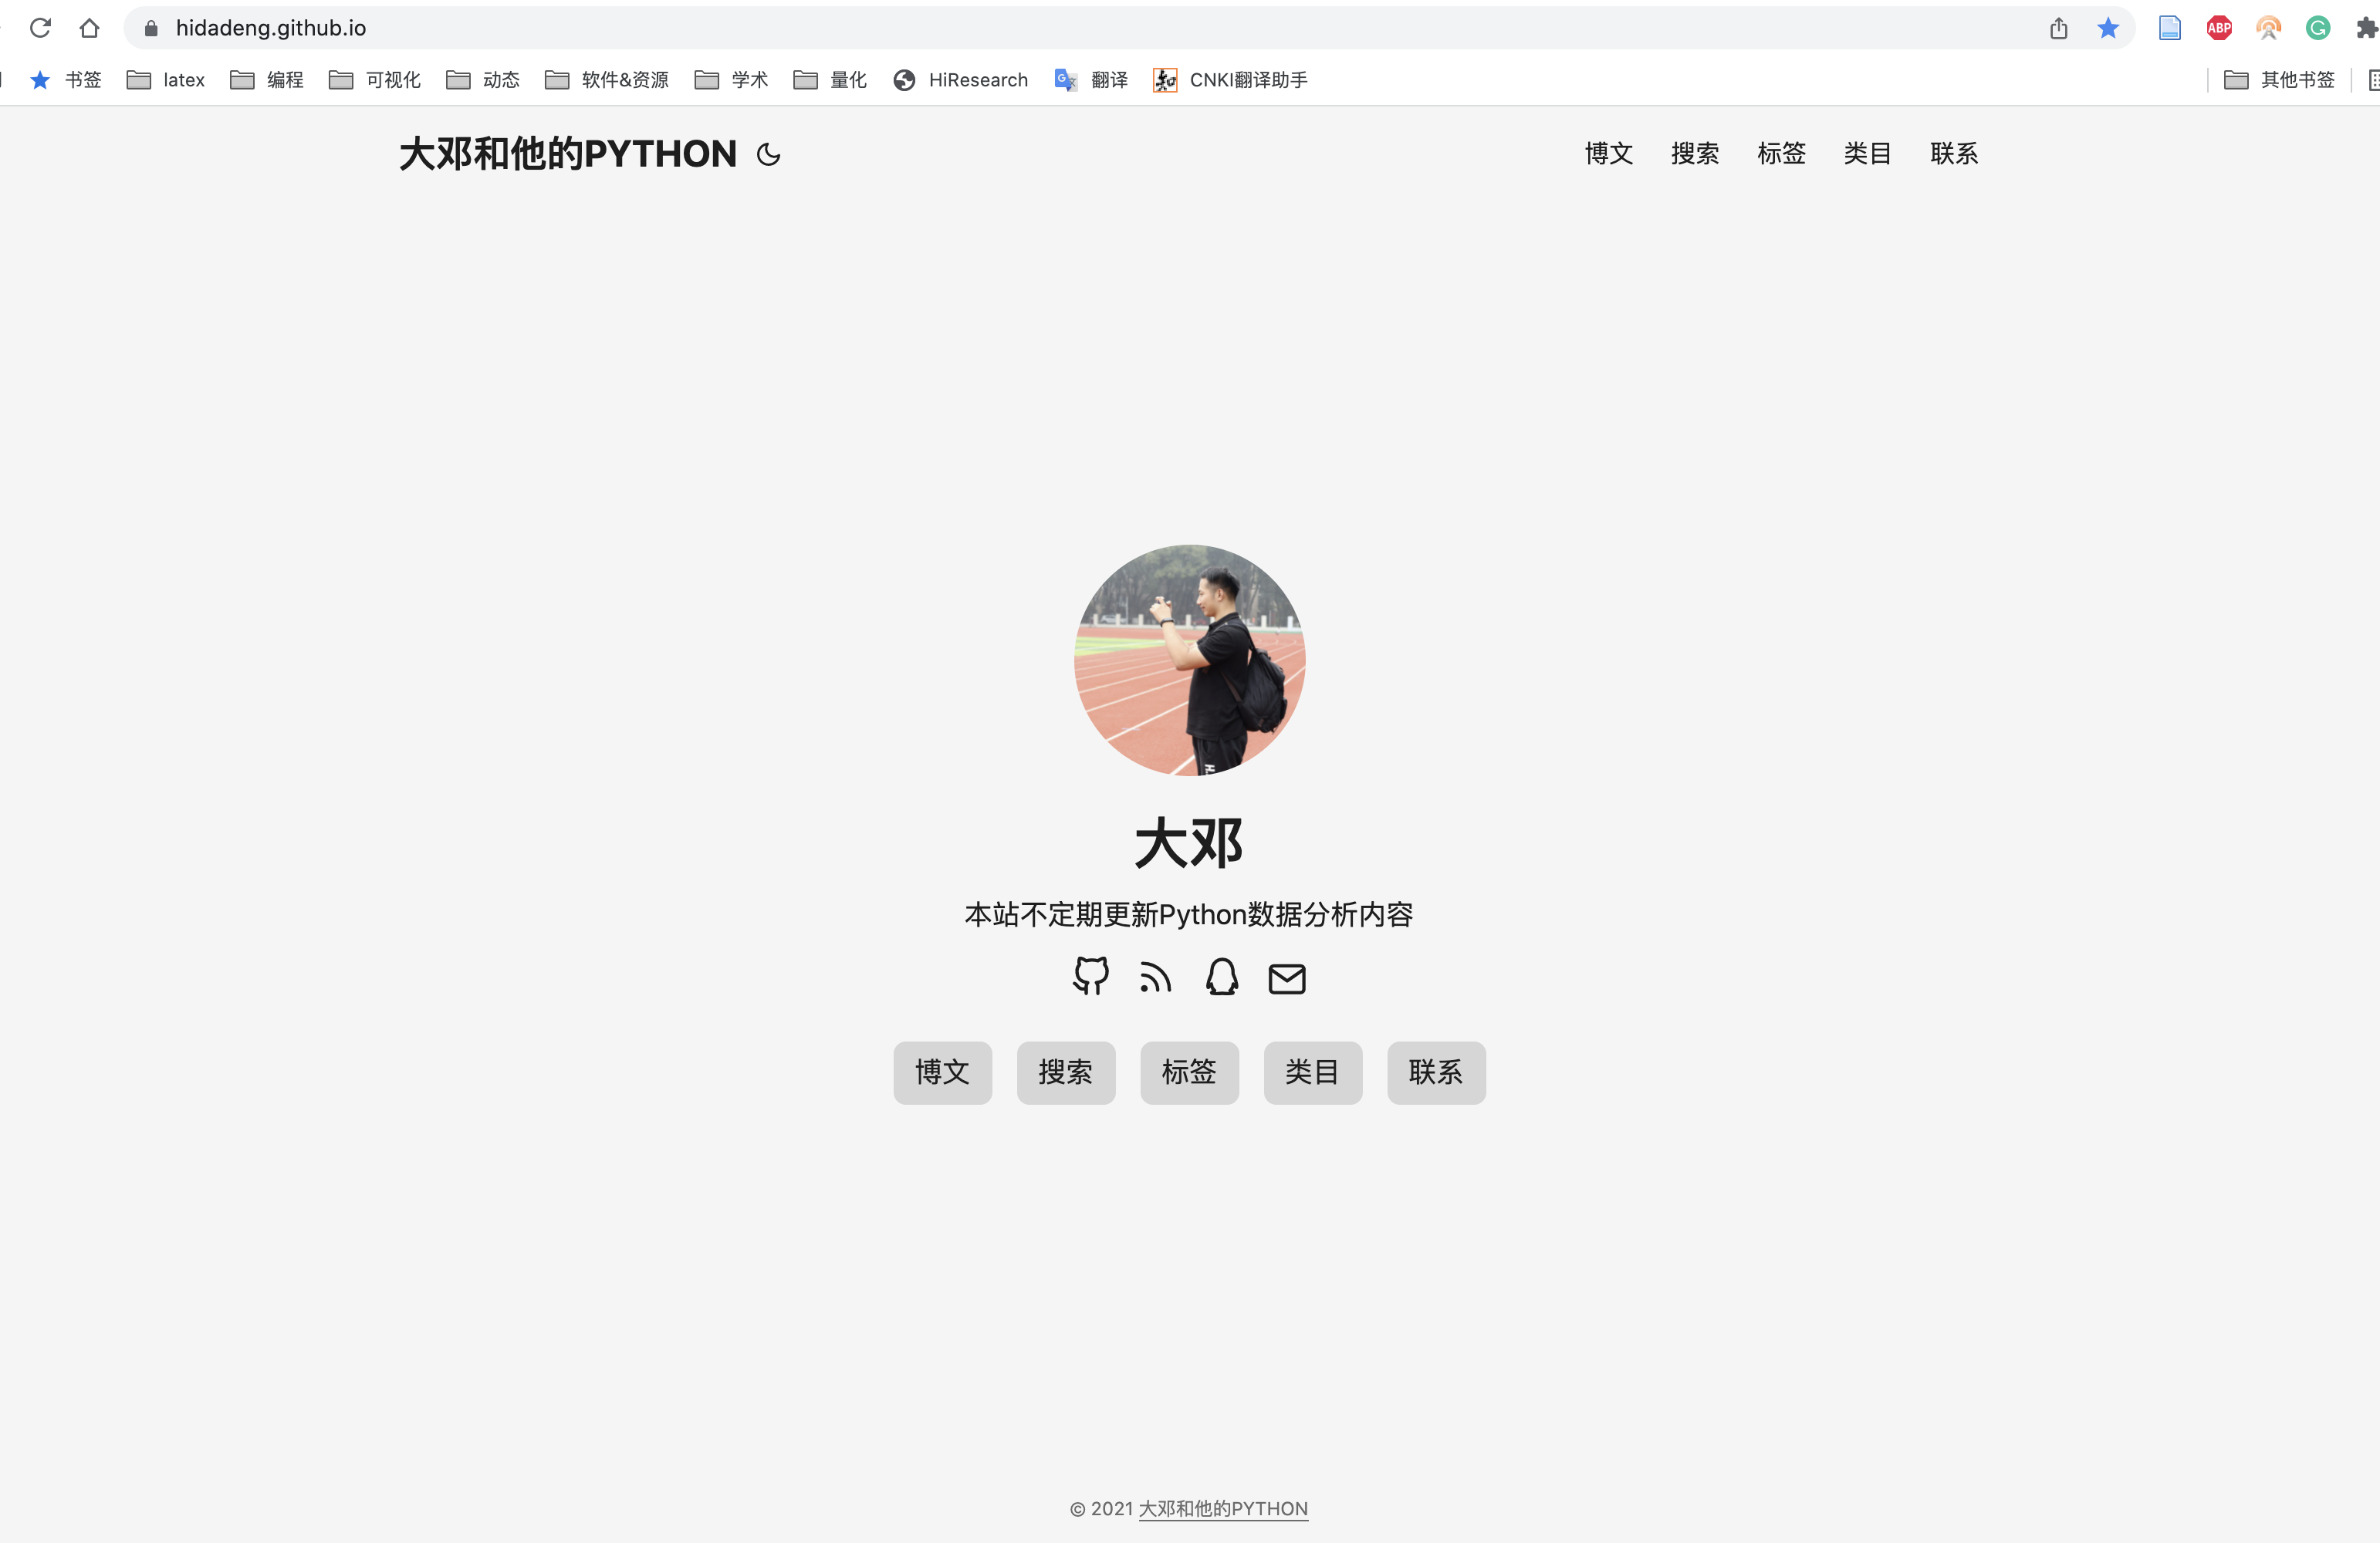 hidadeng.github.io
ABP
书签 latex 编程 可视化 动态 软件&资源 学术 量化 HiResearch 翻译 CNKI翻译助手 其他书签
大邓和他的PYTHON 博文 搜索 标签 类目 联系
大邓
本站不定期更新Python数据分析内容
博文 搜索 标签 类目 联系
© 2021 大邓和他的PYTHON